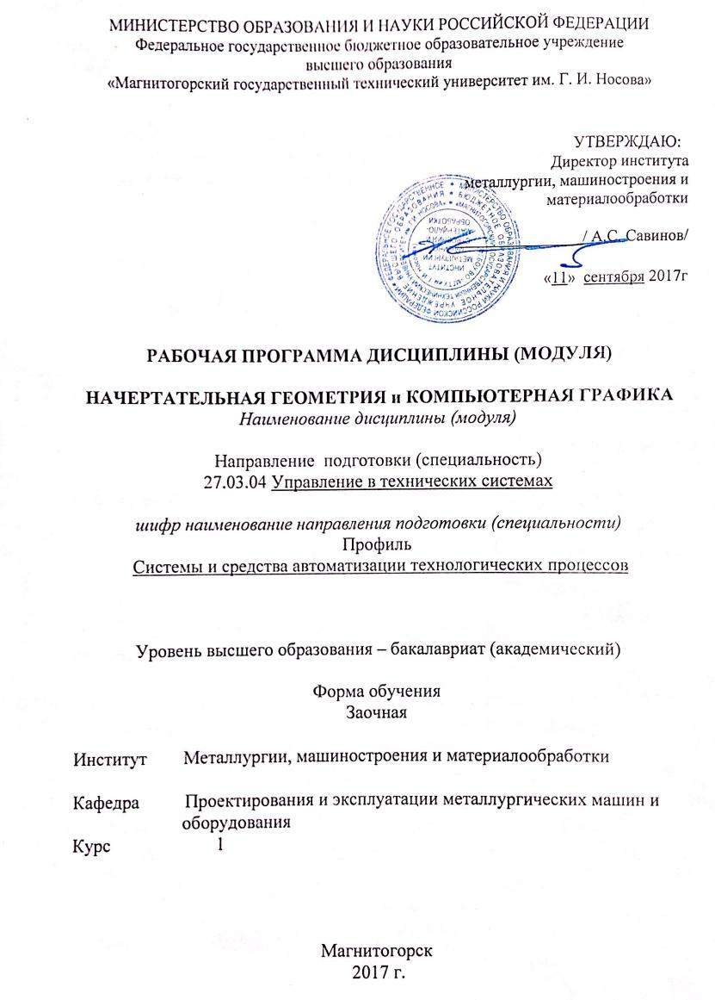 МИНИСТЕРСТВО ОБРАЗОВАНИЯ И НАУКИ РОССИЙСКОЙ ФЕДЕРАЦИИ
Федеральное государственное бюджетное образовательное учреждение
высшего образования
«Магнитогорский государственный технический университет им. Г. И. Носова»
УТВЕРЖДАЮ:
Директор института
металлургии, машиностроения и
материалообработки
/ А.С. Савинов/
«11» сентября 2017г
РАБОЧАЯ ПРОГРАММА ДИСЦИПЛИНЫ (МОДУЛЯ)
НАЧЕРТАТЕЛЬНАЯ ГЕОМЕТРИЯ и КОМПЬЮТЕРНАЯ ГРАФИКА
Наименование дисциплины (модуля)
Направление подготовки (специальность)
27.03.04 Управление в технических системах
шифр наименование направления подготовки (специальности)
Профиль
Системы и средства автоматизации технологических процессов
Уровень высшего образования – бакалавриат (академический)
Форма обучения
Заочная
Институт Металлургии, машиностроения и материалообработки
Кафедра Проектирования и эксплуатации металлургических машин и
оборудования
Курс 1
Магнитогорск
2017 г.